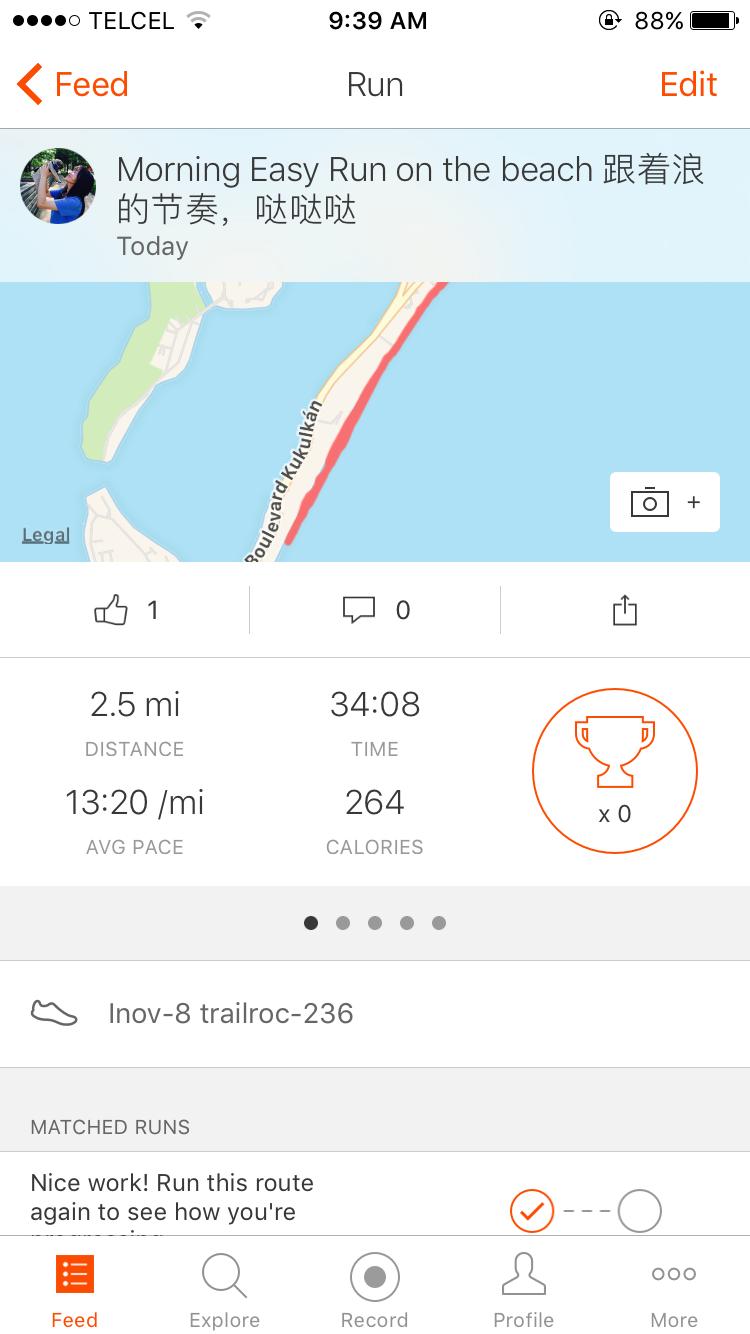 TELCEL 9:39 AM 88%
Feed Run Edit
Morning Easy Run on the beach 跟着浪
的节奏，哒哒哒
Today
Boulevard Kukulkán
Legal
+
1 0
2.5 mi 34:08
DISTANCE TIME
13:20 /mi 264
AVG PACE CALORIES
x 0
Inov-8 trailroc-236
MATCHED RUNS
Nice work! Run this route
again to see how you're
Feed Explore Record Profile More